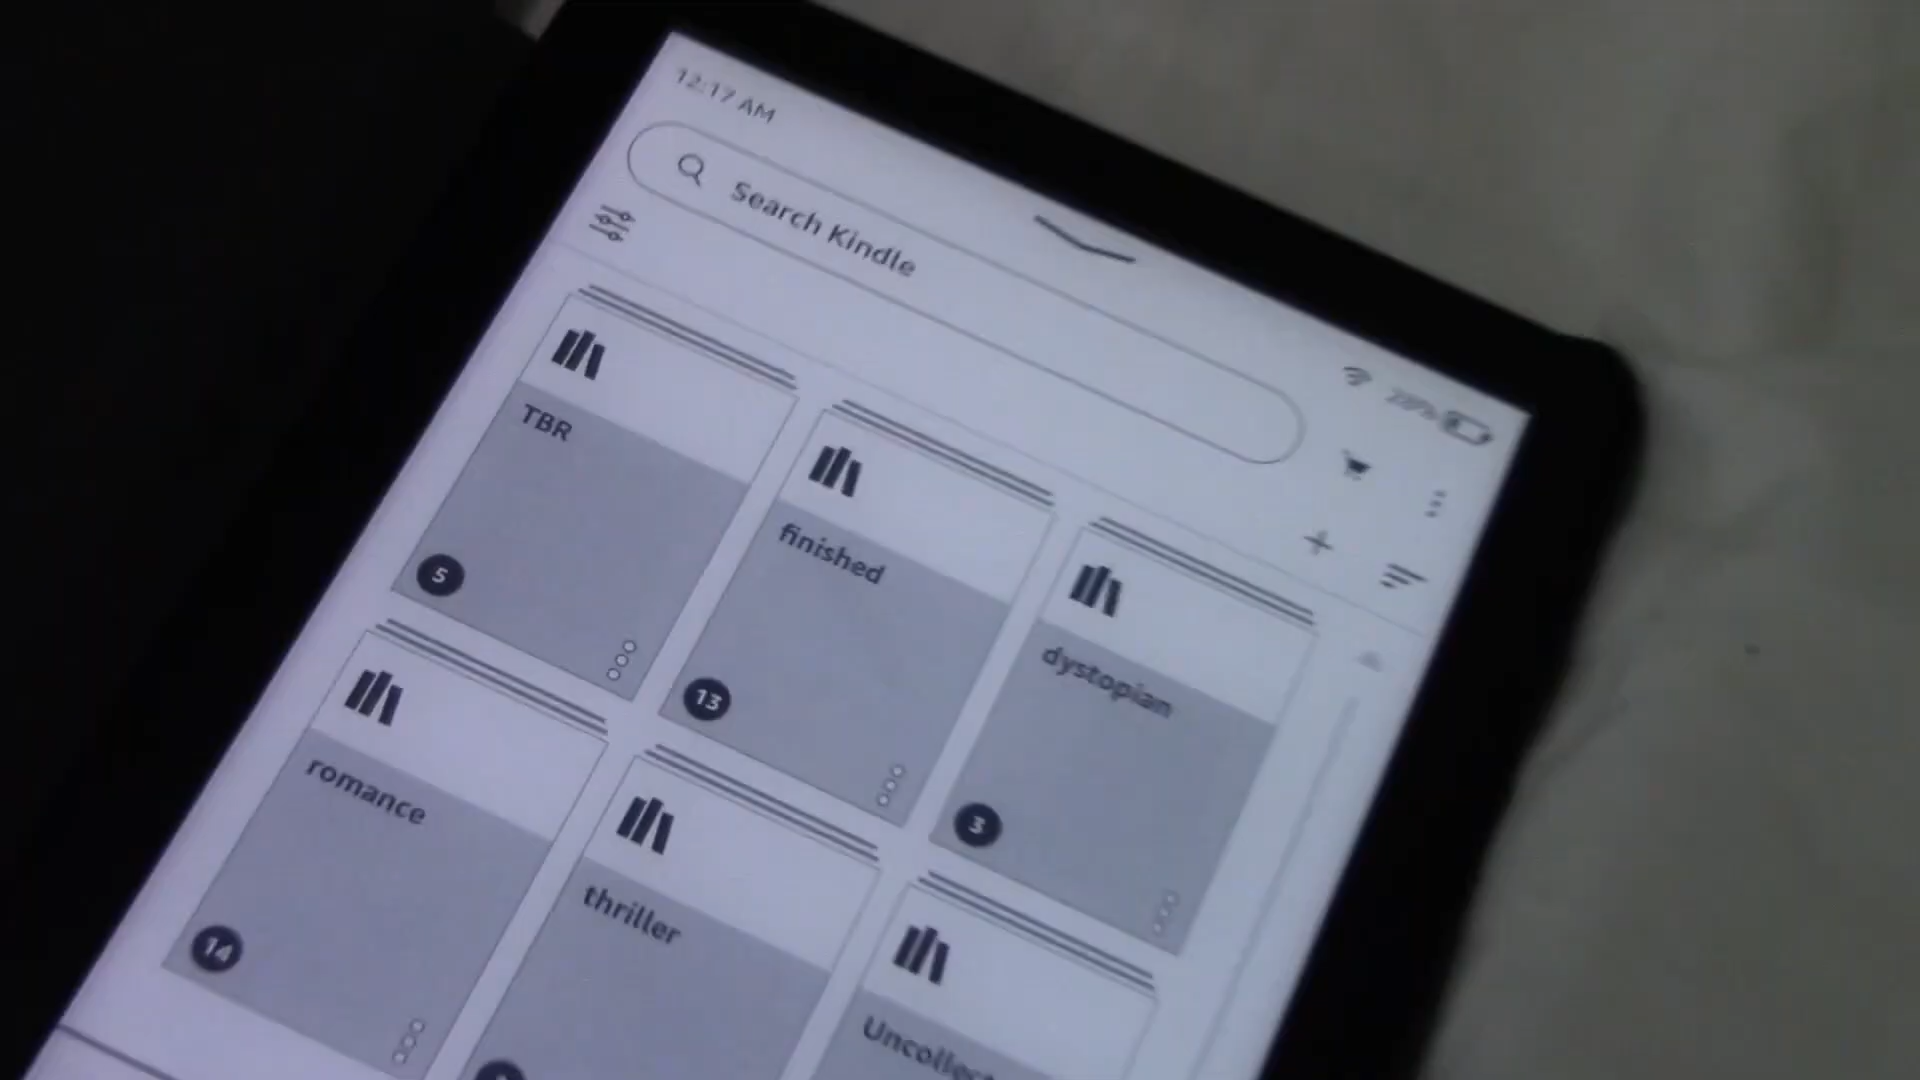 12:17 AM
Search Kindle
TBR
5
finished
13
dystopian
3
romance
14
thriller